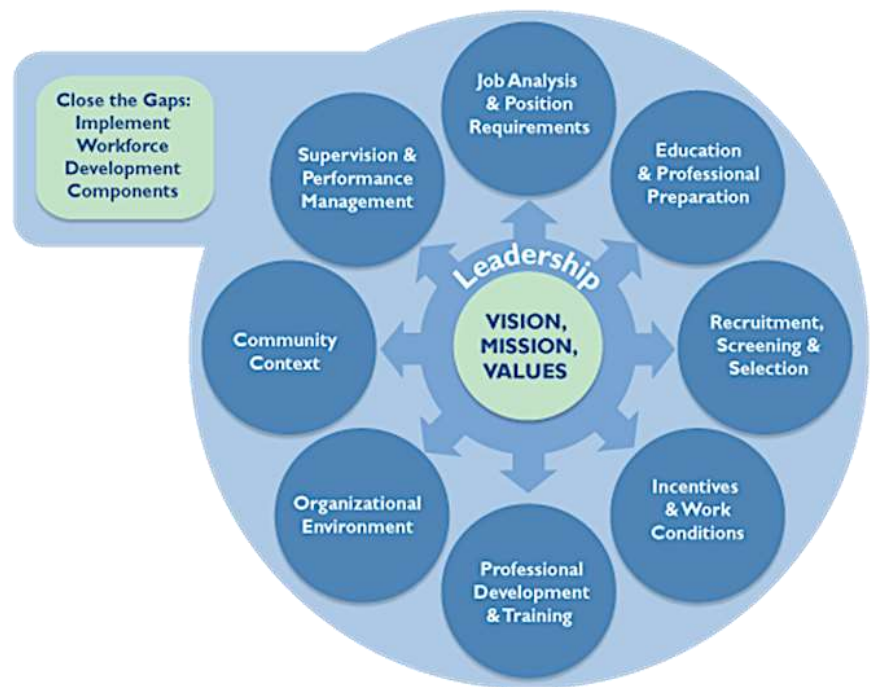 Close the Gaps:
Implement
Workforce
Development
Components
Job Analysis
& Position
Requirements
Education
& Professional
Preparation
Recruitment,
Screening &
Selection
Incentives
& Work
Conditions
Professional
Development
& Training
Organizational
Environment
Community
Context
Supervision &
Performance
Management
Leadership
VISION,
MISSION,
VALUES